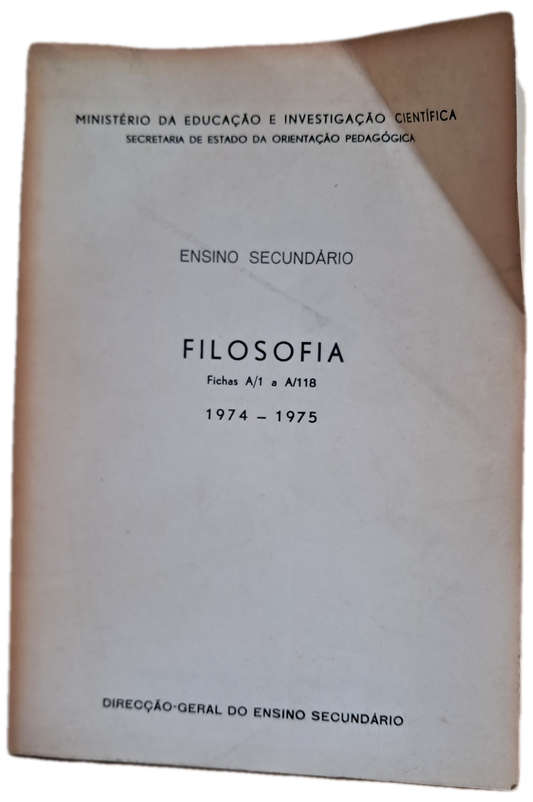 MINISTÉRIO DA EDUCAÇÃO E INVESTIGAÇÃO CIENTÍFICA
SECRETARIA DE ESTADO DA ORIENTAÇÃO PEDAGÓGICA
ENSINO SECUNDÁRIO
FILOSOFIA
Fichas A/1 a A/118
1974 – 1975
DIRECÇÃO-GERAL DO ENSINO SECUNDÁRIO